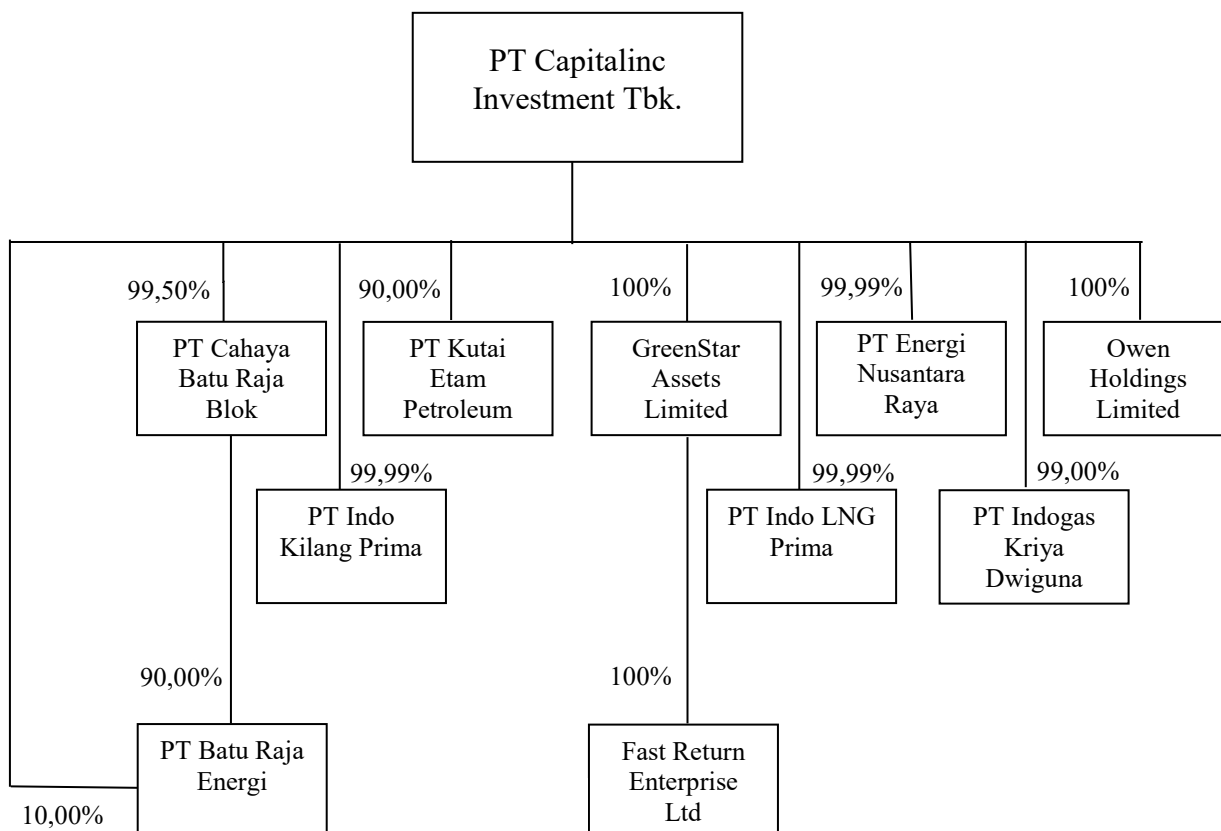 PT Capitalinc
Investment Tbk.
99,50%
90,00%
100%
99,99%
100%
PT Cahaya
Batu Raja
Blok
PT Kutai
Etam
Petroleum
GreenStar
Assets
Limited
PT Energi
Nusantara
Raya
Owen
Holdings
Limited
99,99%
99,99%
99,00%
PT Indo
Kilang Prima
PT Indo LNG
Prima
PT Indogas
Kriya
Dwiguna
90,00%
100%
PT Batu Raja
Energi
Fast Return
Enterprise
Ltd
10,00%